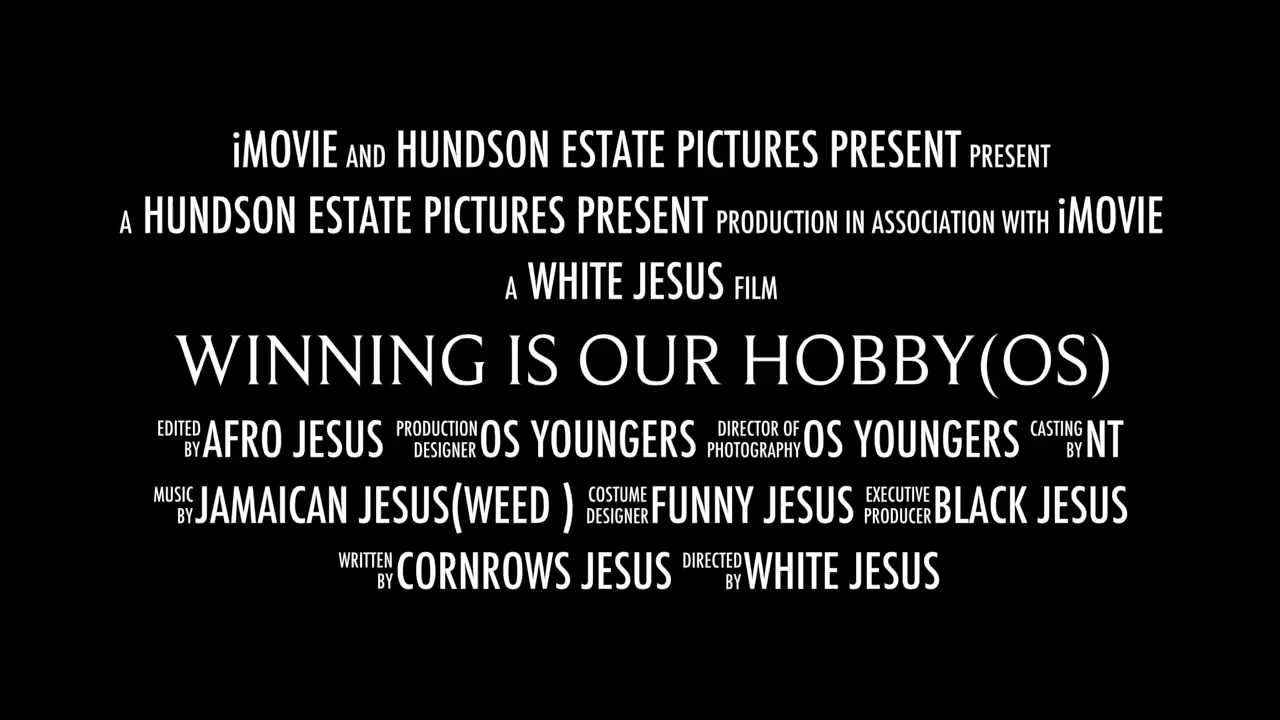 iMOVIE AND HUNDSON ESTATE PICTURES PRESENT PRESENT
A HUNDSON ESTATE PICTURES PRESENT PRODUCTION IN ASSOCIATION WITH iMOVIE
A WHITE JESUS FILM
WINNING IS OUR HOBBY(OS)
EDITED BY AFRO JESUS PRODUCTION DESIGNER OS YOUNGERS DIRECTOR OF PHOTOGRAPHY OS YOUNGERS CASTING BY NT
MUSIC BY JAMAICAN JESUS(WEED ) COSTUME DESIGNER FUNNY JESUS EXECUTIVE PRODUCER BLACK JESUS
WRITTEN BY CORNROWS JESUS DIRECTED BY WHITE JESUS